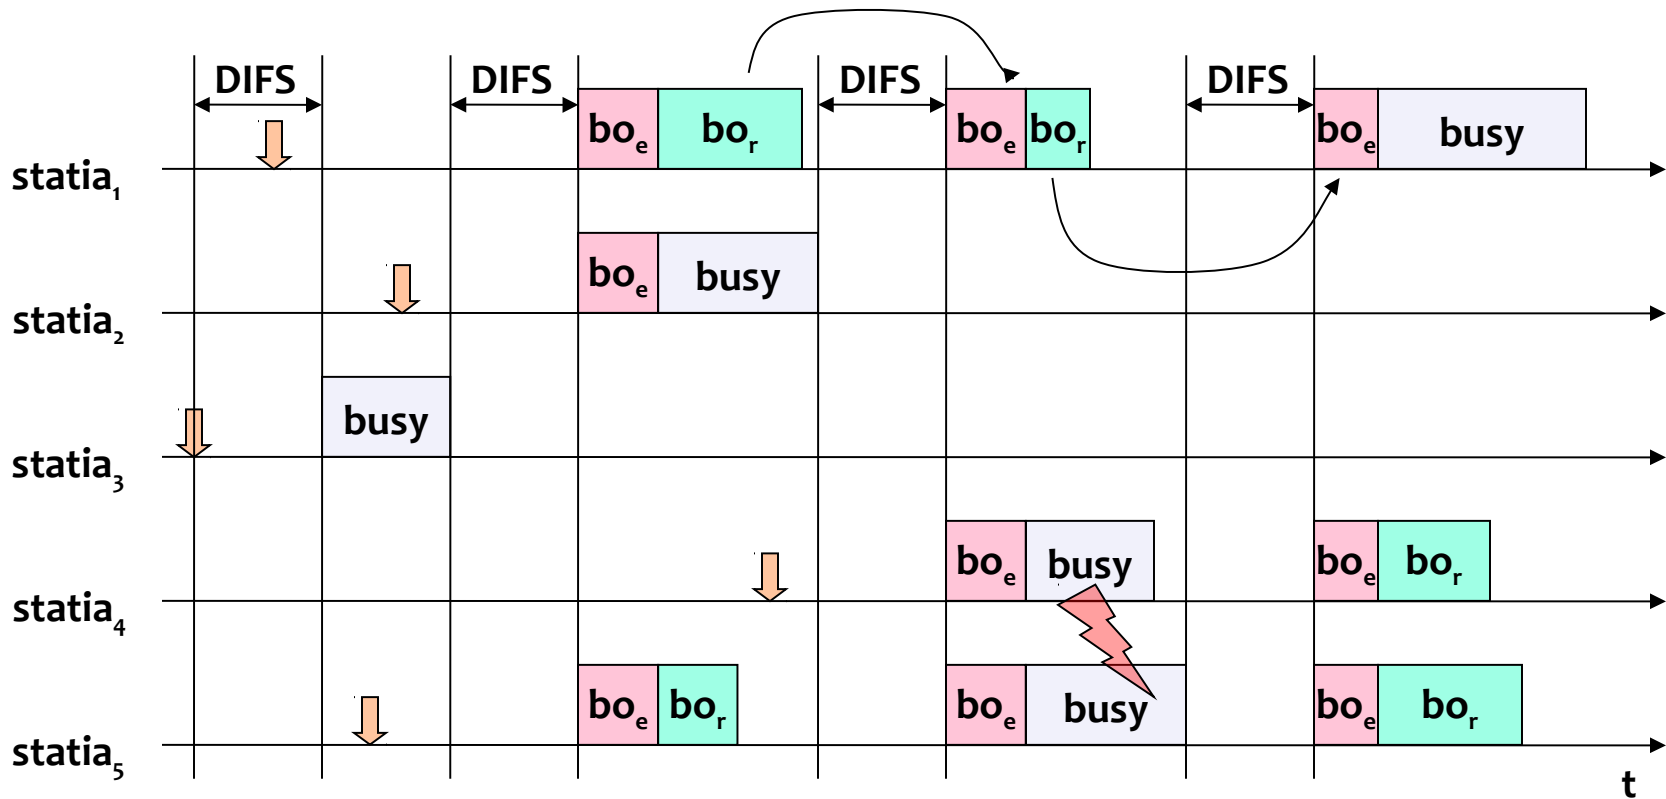 DIFS DIFS DIFS DIFS
statia₁ boₑ boᵣ boₑ boᵣ boₑ busy
statia₂ boₑ busy
statia₃ busy
statia₄ boₑ busy boₑ boᵣ
statia₅ boₑ boᵣ boₑ busy boₑ boᵣ
t